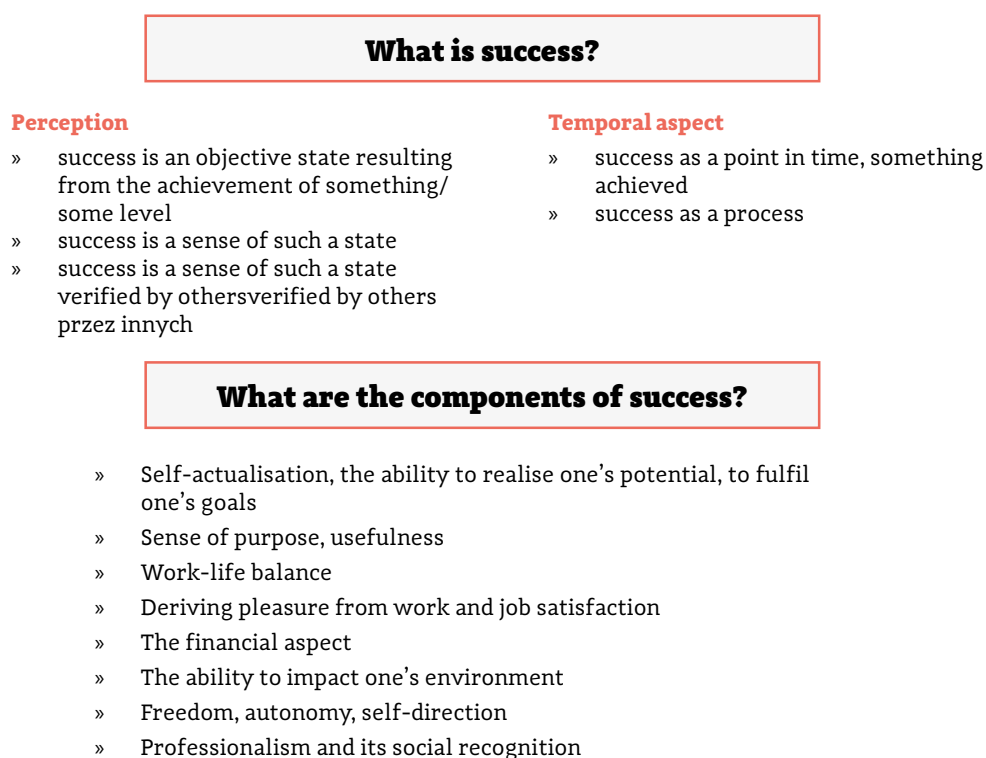 What is success?
Perception
» success is an objective state resulting
from the achievement of something/
some level
» success is a sense of such a state
» success is a sense of such a state
verified by othersverified by others
przez innych
Temporal aspect
» success as a point in time, something
achieved
» success as a process
What are the components of success?
» Self-actualisation, the ability to realise one’s potential, to fulfil
one’s goals
» Sense of purpose, usefulness
» Work-life balance
» Deriving pleasure from work and job satisfaction
» The financial aspect
» The ability to impact one’s environment
» Freedom, autonomy, self-direction
» Professionalism and its social recognition